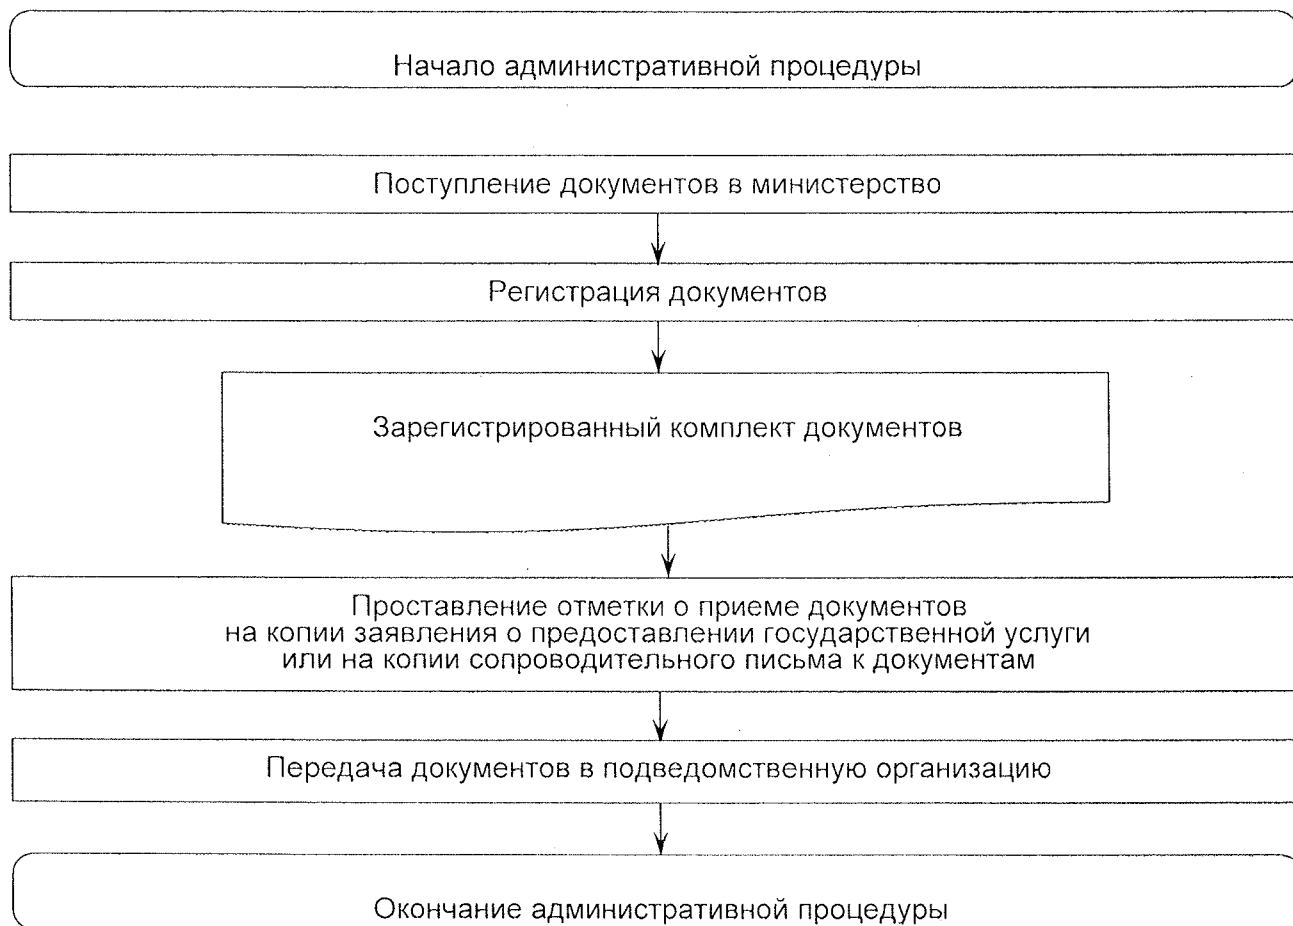 Начало административной процедуры
Поступление документов в министерство
Регистрация документов
Зарегистрированный комплект документов
Проставление отметки о приеме документов
на копии заявления о предоставлении государственной услуги
или на копии сопроводительного письма к документам
Передача документов в подведомственную организацию
Окончание административной процедуры